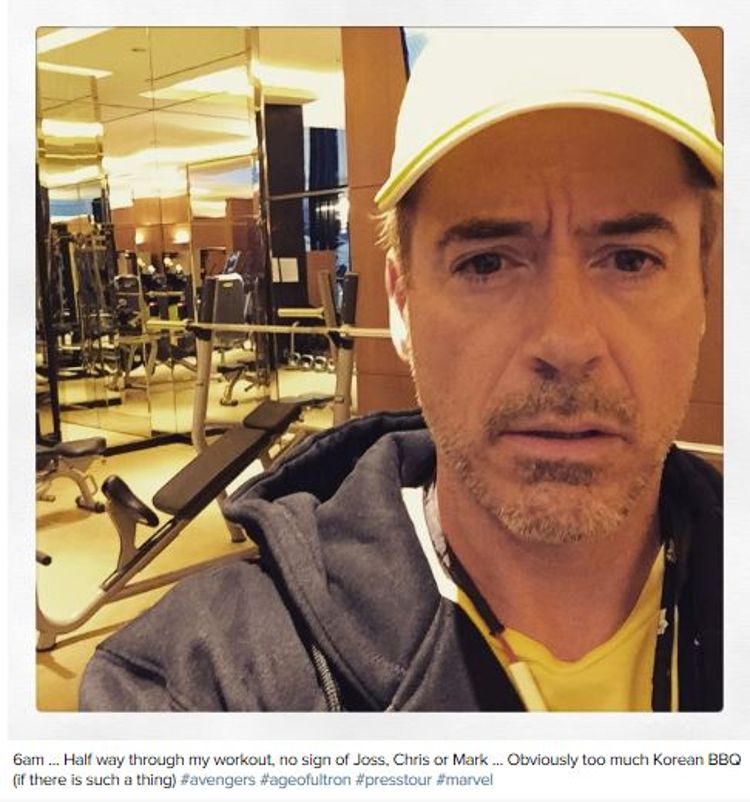 6am ... Half way through my workout, no sign of Joss, Chris or Mark ... Obviously too much Korean BBQ
(if there is such a thing) #avengers #ageofultron #presstour #marvel